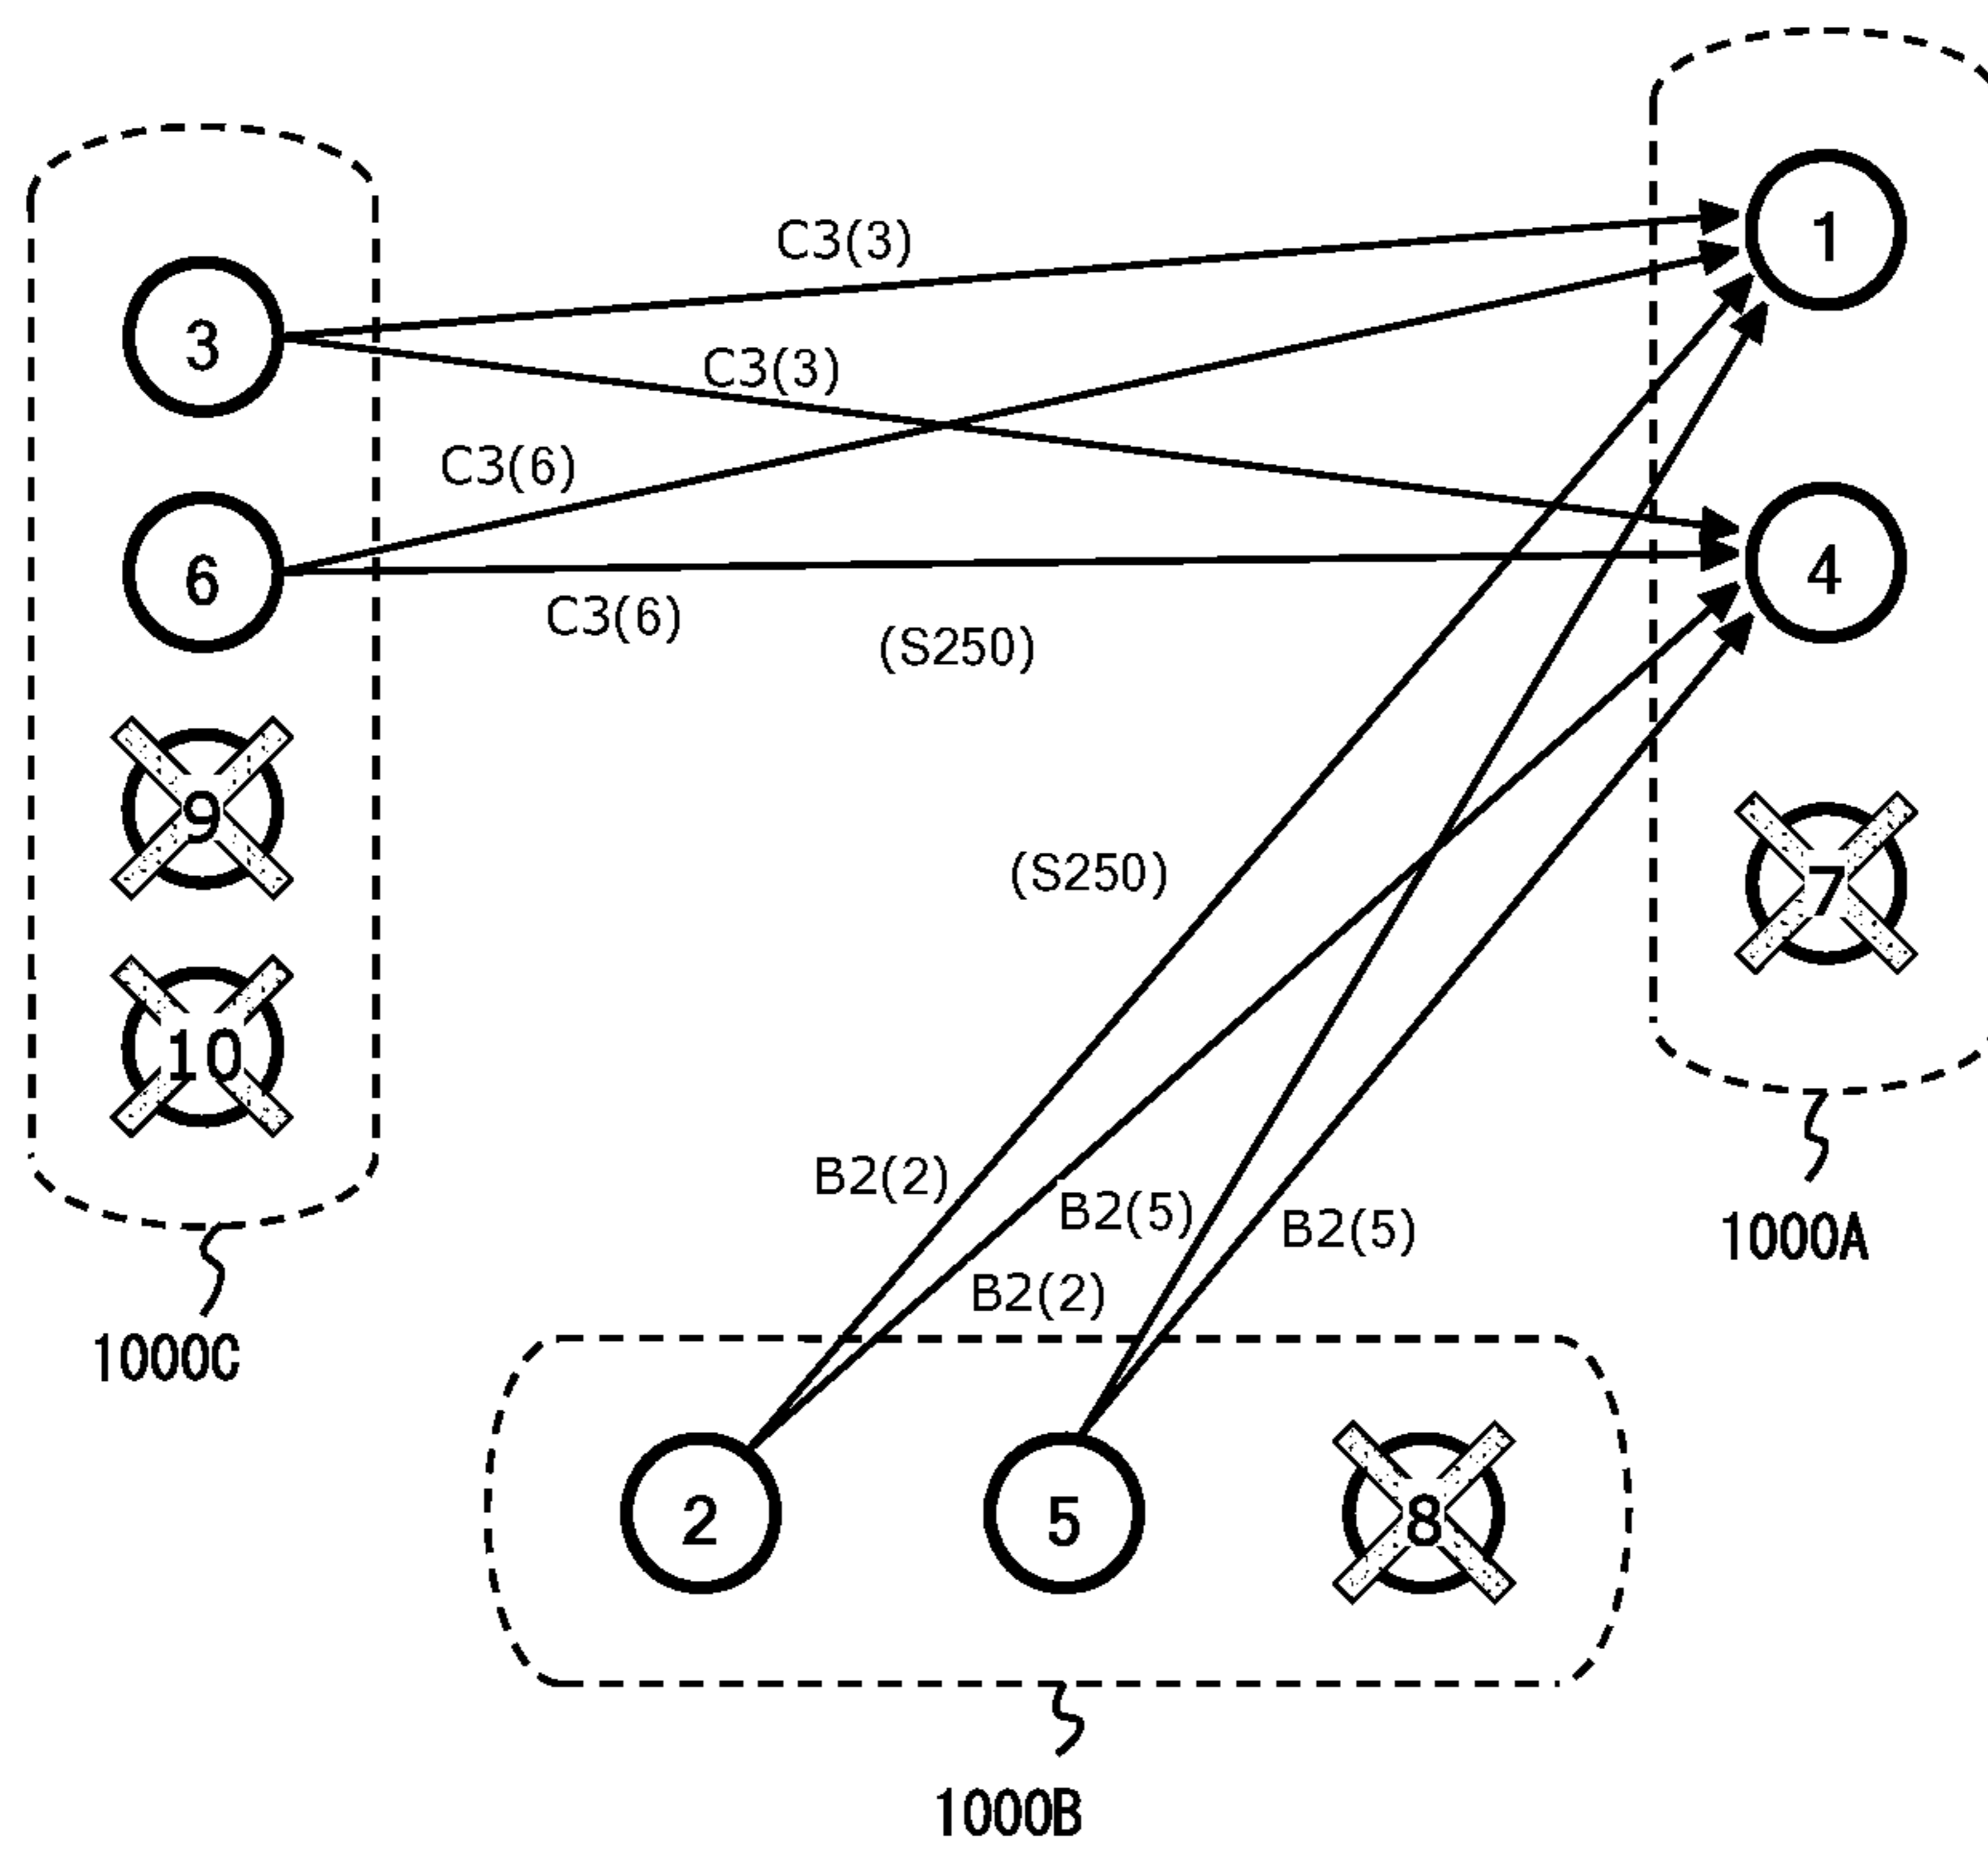 1
C3(3)
3
C3(3)
C3(6)
4
6
C3(6)
(S250)
9
(S250)
7
10
B2(2)
B2(5)
B2(5)
1000A
B2(2)
1000C
2
5
8
1000B